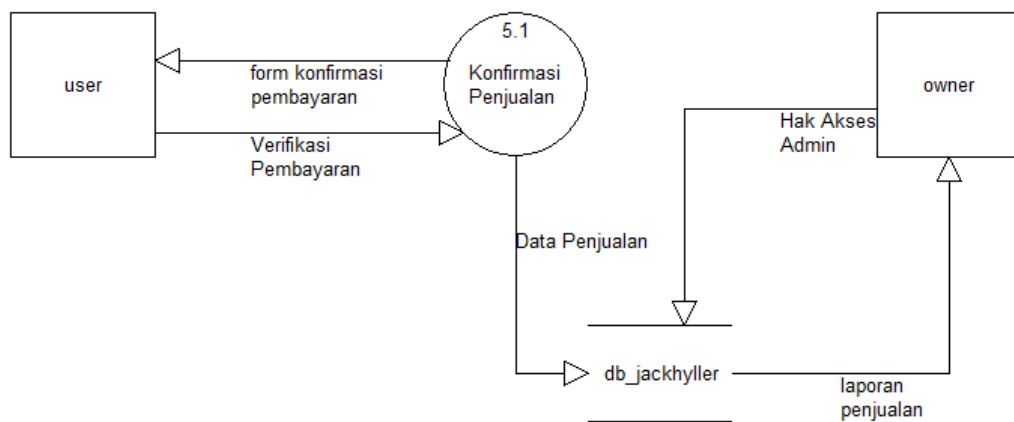 5.1
Konfirmasi
Penjualan
user
form konfirmasi
pembayaran
Verifikasi
Pembayaran
owner
Hak Akses
Admin
Data Penjualan
db_jackhyller
laporan
penjualan